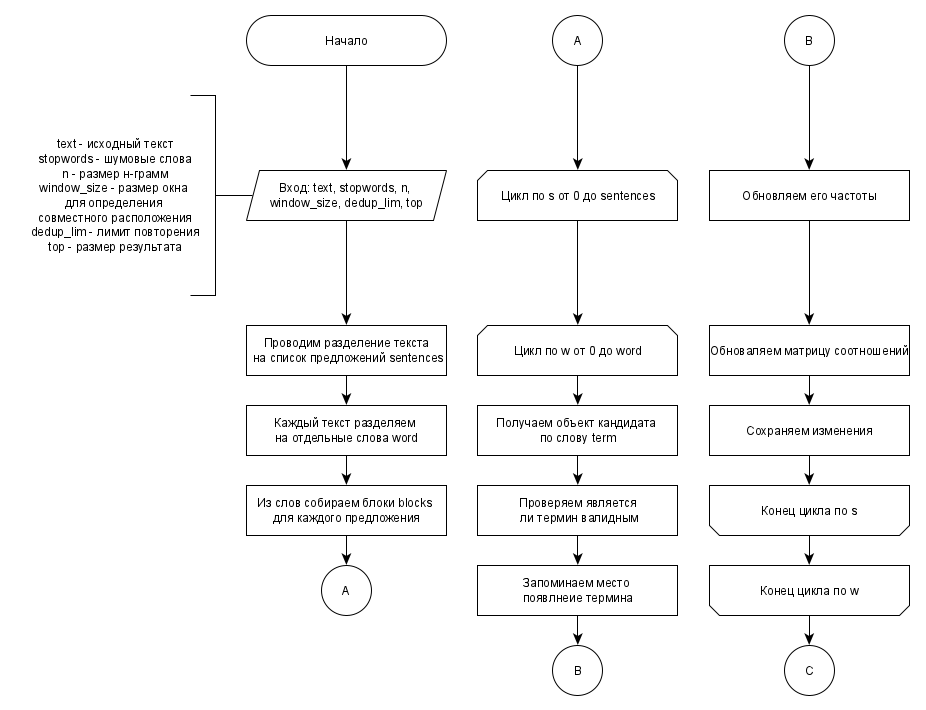 Начало
text - исходный текст
stopwords - шумовые слова
n - размер н-грамм
window_size - размер окна
для определения
совместного расположения
dedup_lim - лимит повторения
top - размер результата
Вход: text, stopwords, n,
window_size, dedup_lim, top
Проводим разделение текста
на список предложений sentences
Каждый текст разделяем
на отдельные слова word
Из слов собираем блоки blocks
для каждого предложения
A
A
Цикл по s от 0 до sentences
Цикл по w от 0 до word
Получаем объект кандидата
по слову term
Проверяем является
ли термин валидным
Запоминаем место
появлнеие термина
B
B
Обновляем его частоты
Обноваляем матрицу соотношений
Сохраняем изменения
Конец цикла по s
Конец цикла по w
C